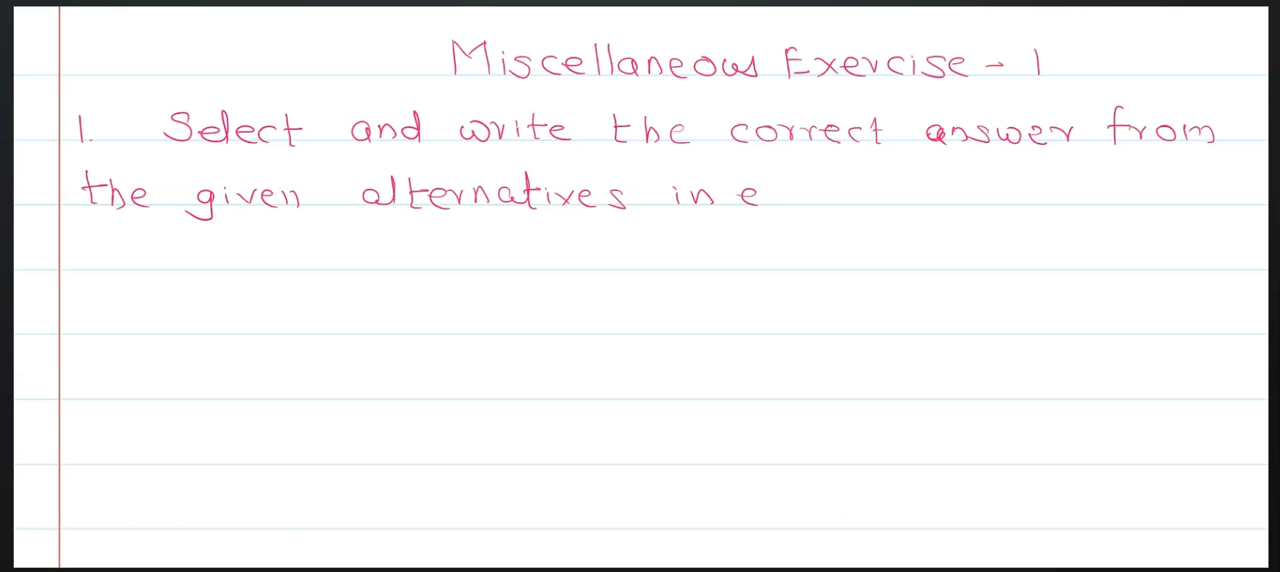 Miscellaneous Exercise - 1
1. Select and write the correct answer from
the given alternatives in e